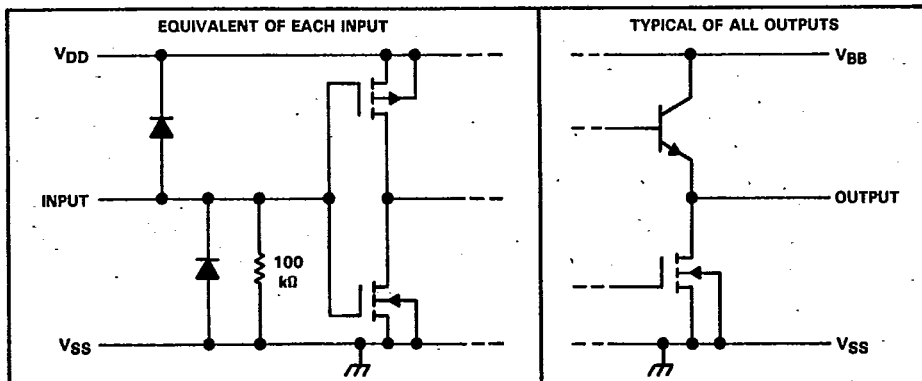 EQUIVALENT OF EACH INPUT
VDD
INPUT
100
kΩ
VSS
TYPICAL OF ALL OUTPUTS
VBB
OUTPUT
VSS